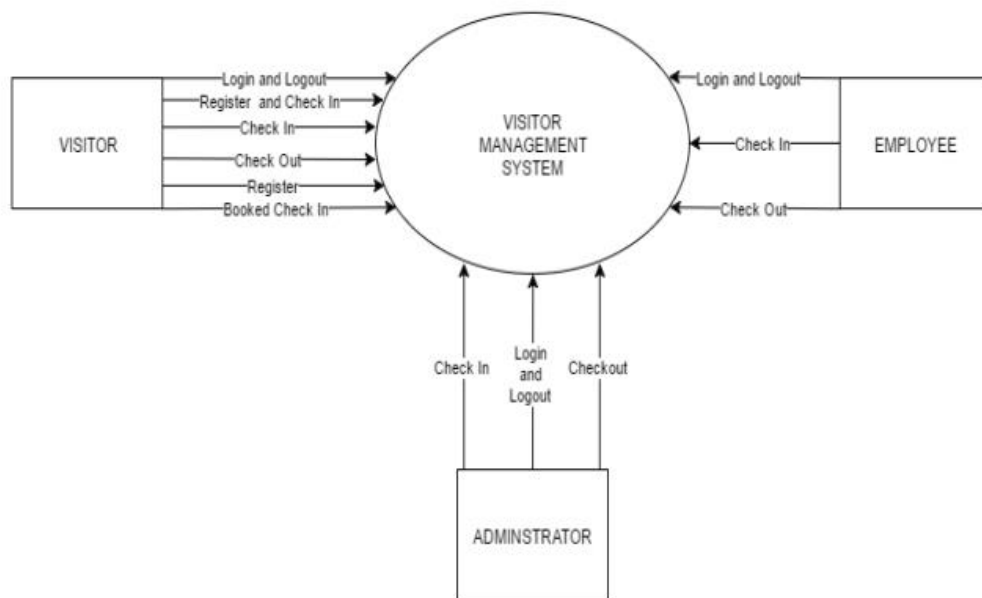 VISITOR
Login and Logout
Register and Check In
Check In
Check Out
Register
Booked Check In
VISITOR
MANAGEMENT
SYSTEM
Login and Logout
Check In
Check Out
EMPLOYEE
Check In
Login
and
Logout
Checkout
ADMINSTRATOR